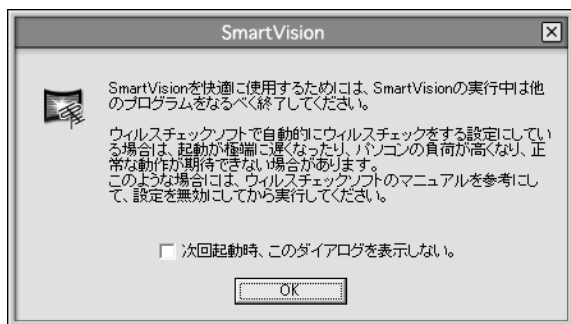 SmartVision
SmartVisionを快適に使用するためには、SmartVisionの実行中は他
のプログラムをなるべく終了してください。
ウィルスチェックソフトで自動的にウィルスチェックをする設定にしてい
る場合は、起動が極端に遅くなったり、パソコンの負荷が高くなり、正
常な動作が期待できない場合があります。
このような場合には、ウィルスチェックソフトのマニュアルを参考にし
て、設定を無効にしてから実行してください。
次回起動時、このダイアログを表示しない。
OK